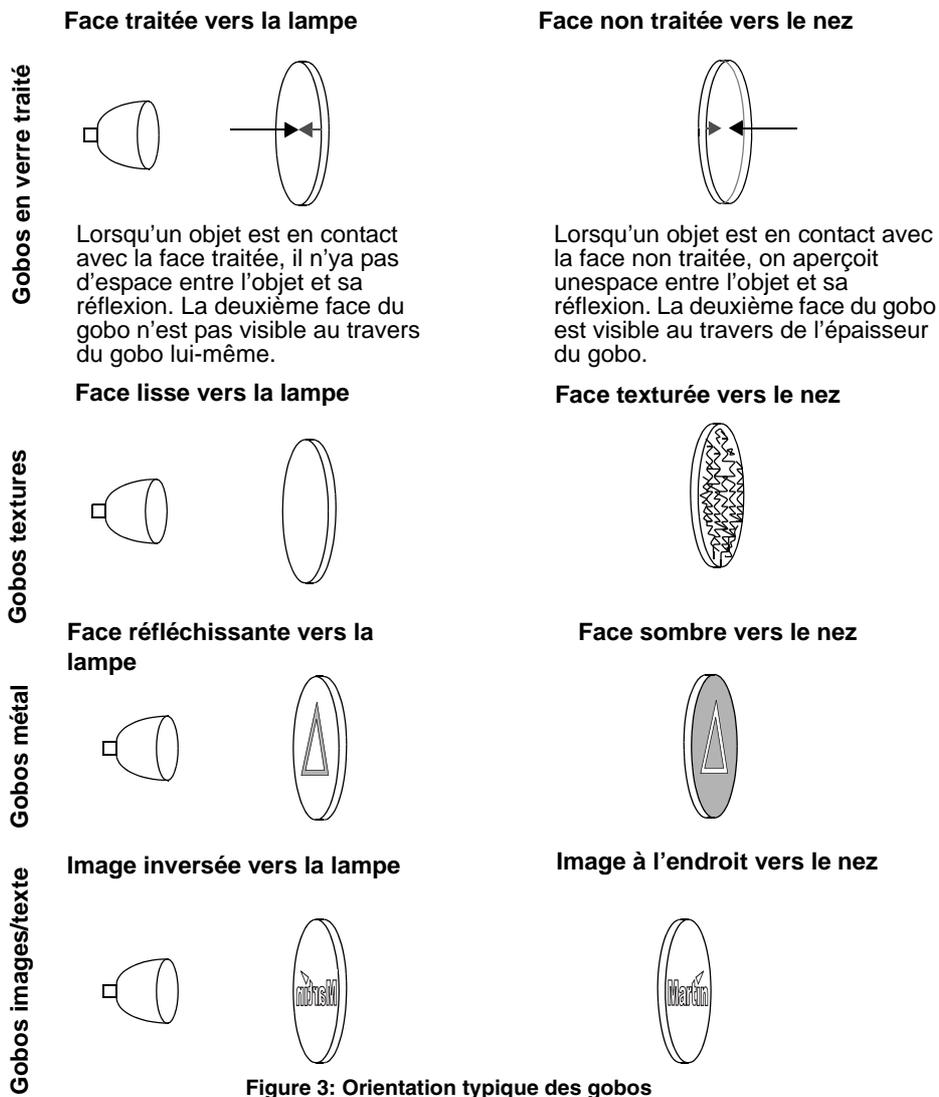 Face traitée vers la lampe
Face non traitée vers le nez
Gobos en verre traité
Lorsqu'un objet est en contact
avec la face traitée, il n'ya pas
d'espace entre l'objet et sa
réflexion. La deuxième face du
gobo n'est pas visible au travers
du gobo lui-même.
Lorsqu'un objet est en contact avec
la face non traitée, on aperçoit
unespace entre l'objet et sa
réflexion. La deuxième face du gobo
est visible au travers de l'épaisseur
du gobo.
Face lisse vers la lampe
Face texturée vers le nez
Gobos textures
Face réfléchissante vers la
lampe
Face sombre vers le nez
Gobos métal
Image inversée vers la lampe
Image à l'endroit vers le nez
Gobos images/texte
Martin
Martin
Figure 3: Orientation typique des gobos